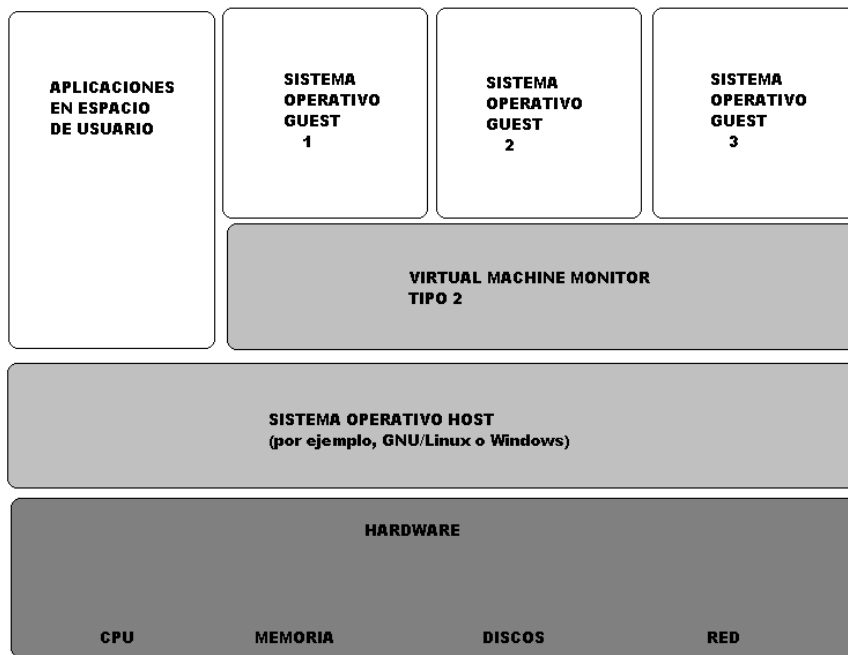 APLICACIONES
EN ESPACIO
DE USUARIO
SISTEMA
OPERATIVO
GUEST
1
SISTEMA
OPERATIVO
GUEST
2
SISTEMA
OPERATIVO
GUEST
3
VIRTUAL MACHINE MONITOR
TIPO 2
SISTEMA OPERATIVO HOST
(por ejemplo, GNU/Linux o Windows)
HARDWARE
CPU MEMORIA DISCOS RED